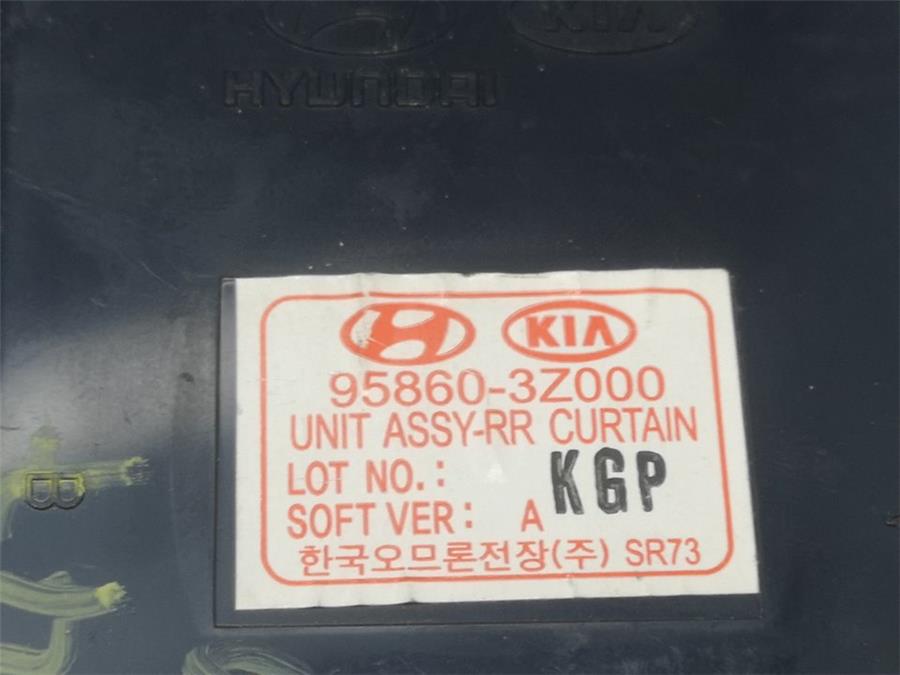 KIA
HYUNDAI
KIA
95860-3Z000
UNIT ASSY-RR CURTAIN
LOT NO.: KGP
SOFT VER: A
한국오므론전장(주) SR73
B